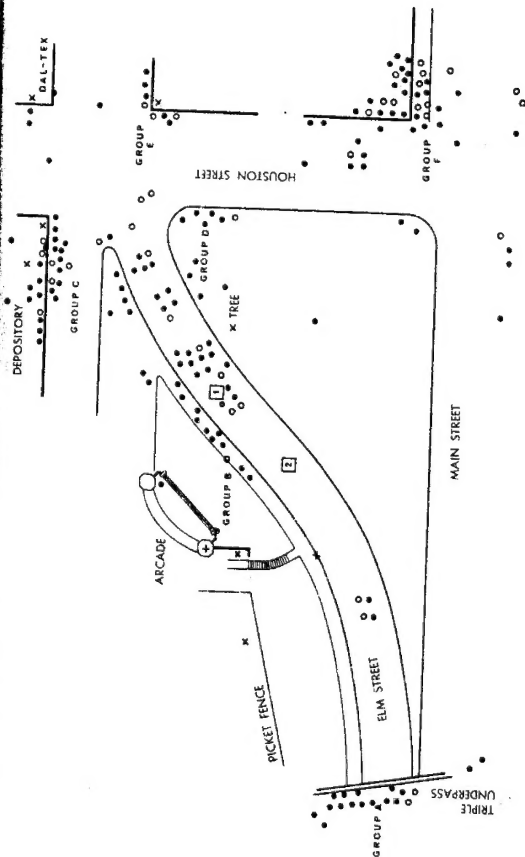 DAL-TEX
DEPOSITORY
GROUP C
GROUP E
HOUSTON STREET
GROUP D
TREE
ARCADE
1
GROUP B
2
PICKET FENCE
GROUP F
MAIN STREET
ELM STREET
GROUP A
TRIPLE
UNDERPASS